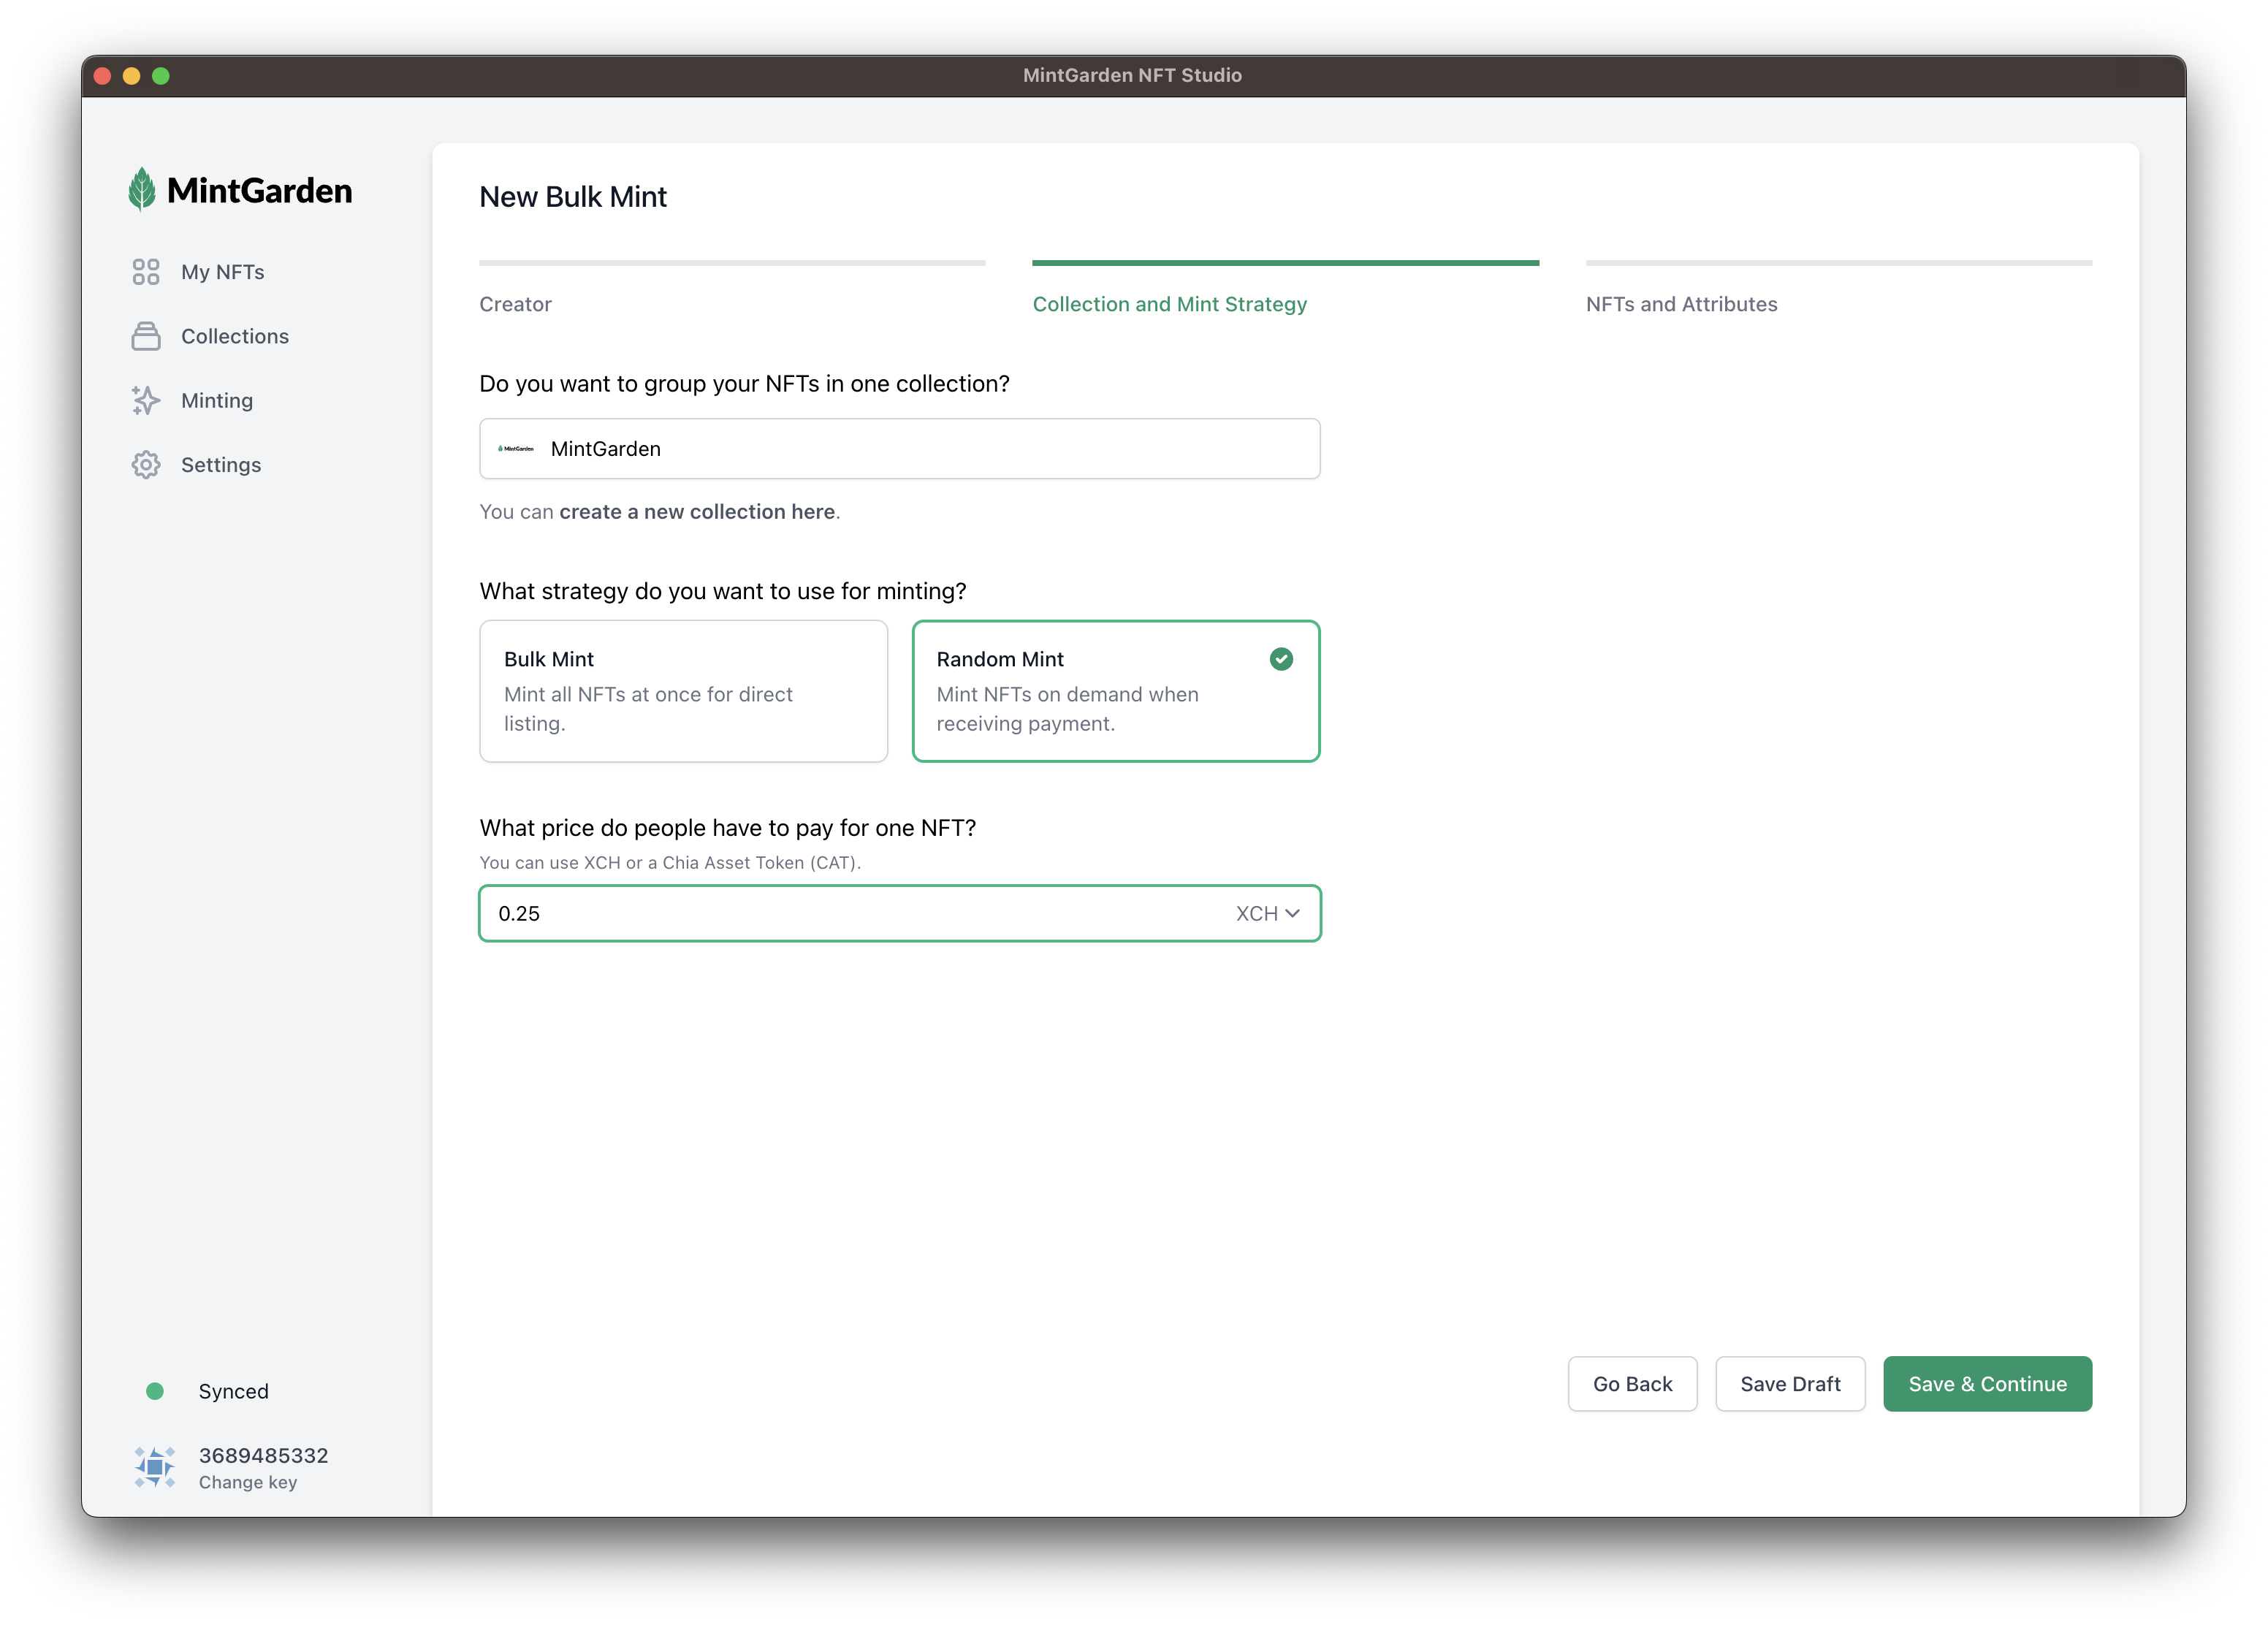 MintGarden NFT Studio
MintGarden
My NFTs
Collections
Minting
Settings
New Bulk Mint
Creator
Collection and Mint Strategy
NFTs and Attributes
Do you want to group your NFTs in one collection?
MintGarden MintGarden
You can create a new collection here.
What strategy do you want to use for minting?
Bulk Mint
Mint all NFTs at once for direct
listing.
Random Mint
Mint NFTs on demand when
receiving payment.
What price do people have to pay for one NFT?
You can use XCH or a Chia Asset Token (CAT).
0.25 XCH
Go Back
Save Draft
Save & Continue
Synced
3689485332
Change key